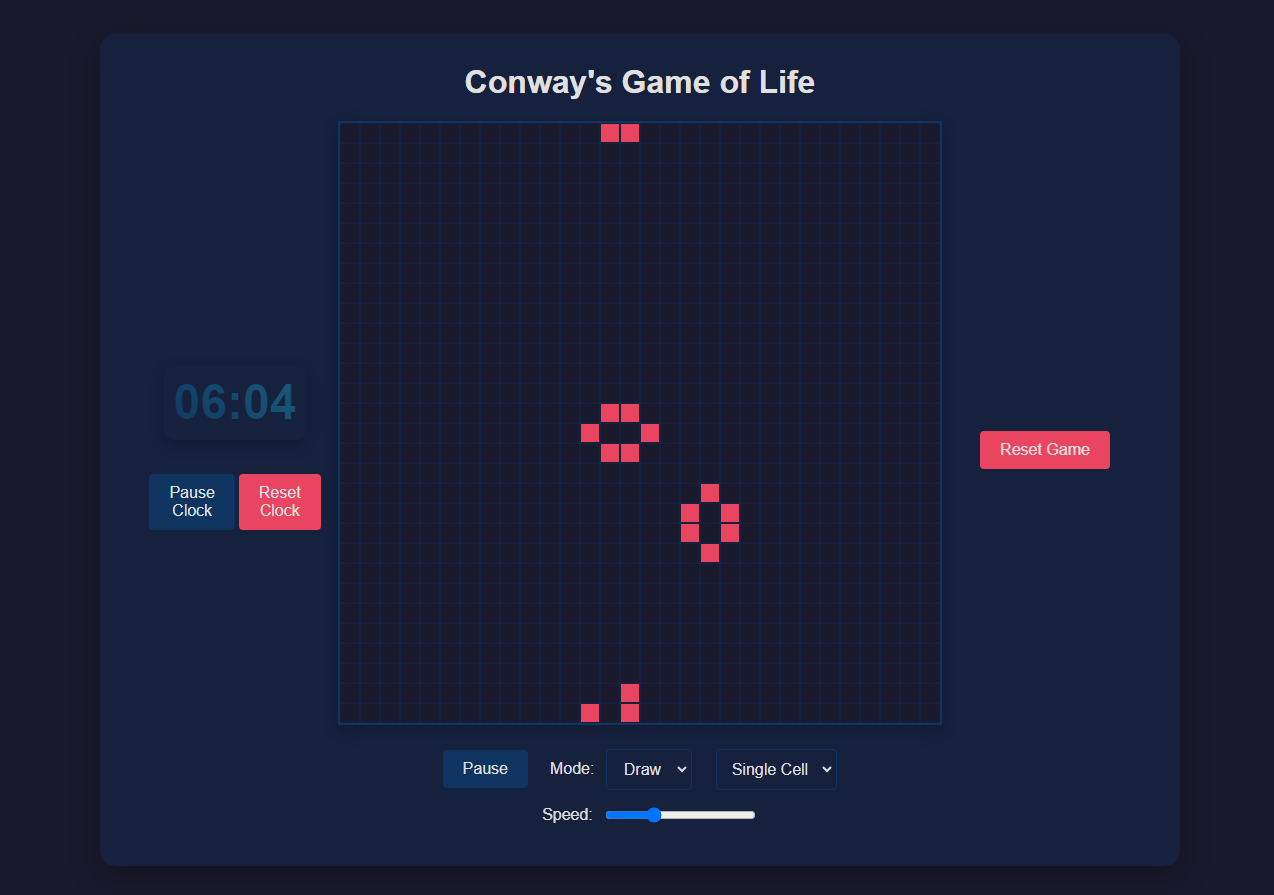 Conway's Game of Life
06:04
Pause
Clock
Reset
Clock
Reset Game
Pause
Mode:
Draw
Single Cell
Speed: